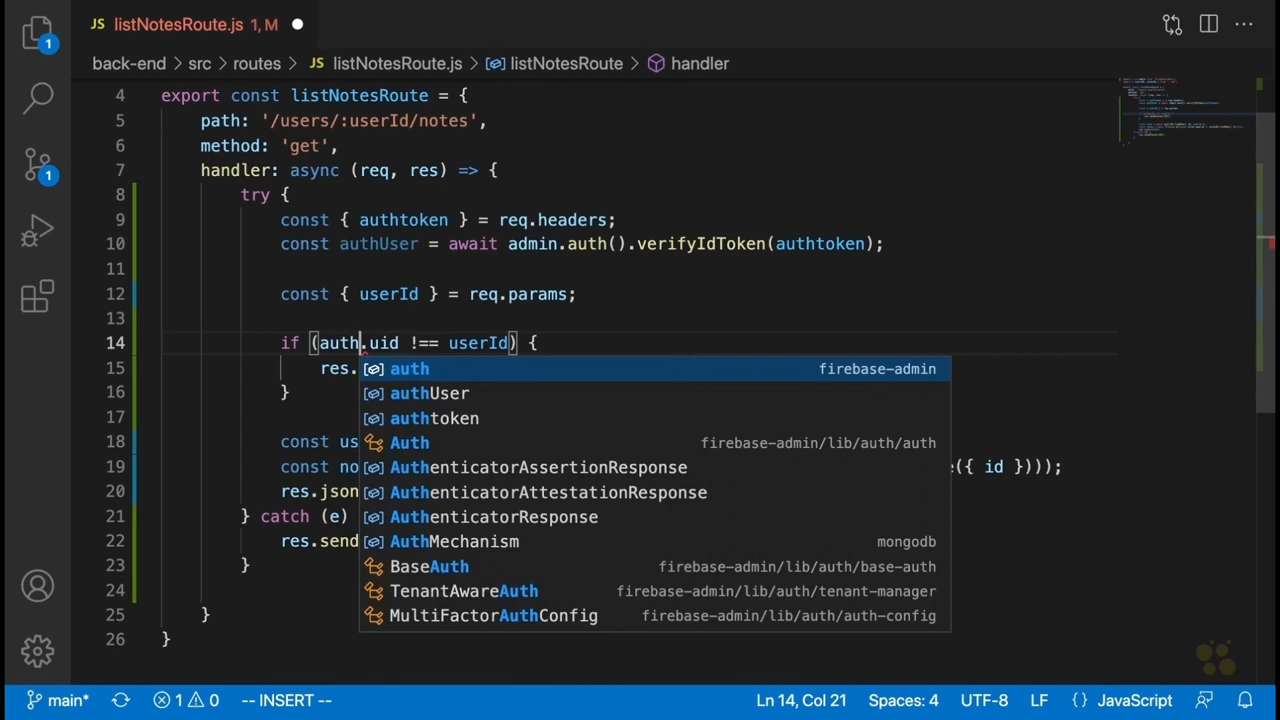 JS listNotesRoute.js 1, M
back-end > src > routes > JS listNotesRoute.js > listNotesRoute > handler
1
1
4 export const listNotesRoute = {
5 path: '/users/:userId/notes',
6 method: 'get',
7 handler: async (req, res) => {
8 try {
9 const { authtoken } = req.headers;
10 const authUser = await admin.auth().verifyIdToken(authtoken);
11
12 const { userId } = req.params;
13
14 if (auth.uid !== userId) {
15 res.
auth firebase-admin
16 }
authUser
17
authtoken
18 const us
Auth firebase-admin/lib/auth/auth
19 const no
AuthenticatorAssertionResponse
e({ id })));
20 res.json
AuthenticatorAttestationResponse
21 } catch (e)
AuthenticatorResponse
22 res.send
AuthMechanism mongodb
23 }
BaseAuth firebase-admin/lib/auth/base-auth
24
TenantAwareAuth firebase-admin/lib/auth/tenant-manager
25 }
MultiFactorAuthConfig firebase-admin/lib/auth/auth-config
26 }
main* 1 0 -- INSERT -- Ln 14, Col 21 Spaces: 4 UTF-8 LF {} JavaScript